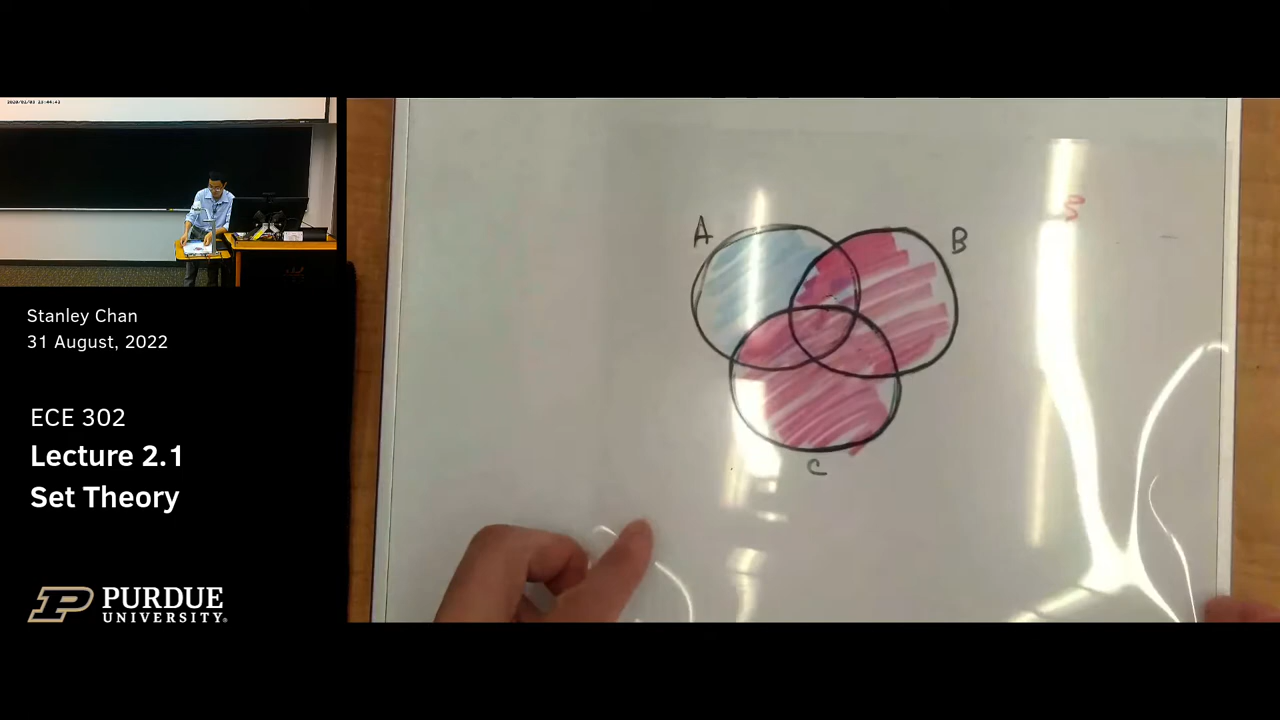 Stanley Chan
31 August, 2022
ECE 302
Lecture 2.1
Set Theory
P PURDUE
UNIVERSITY.
A
B
C